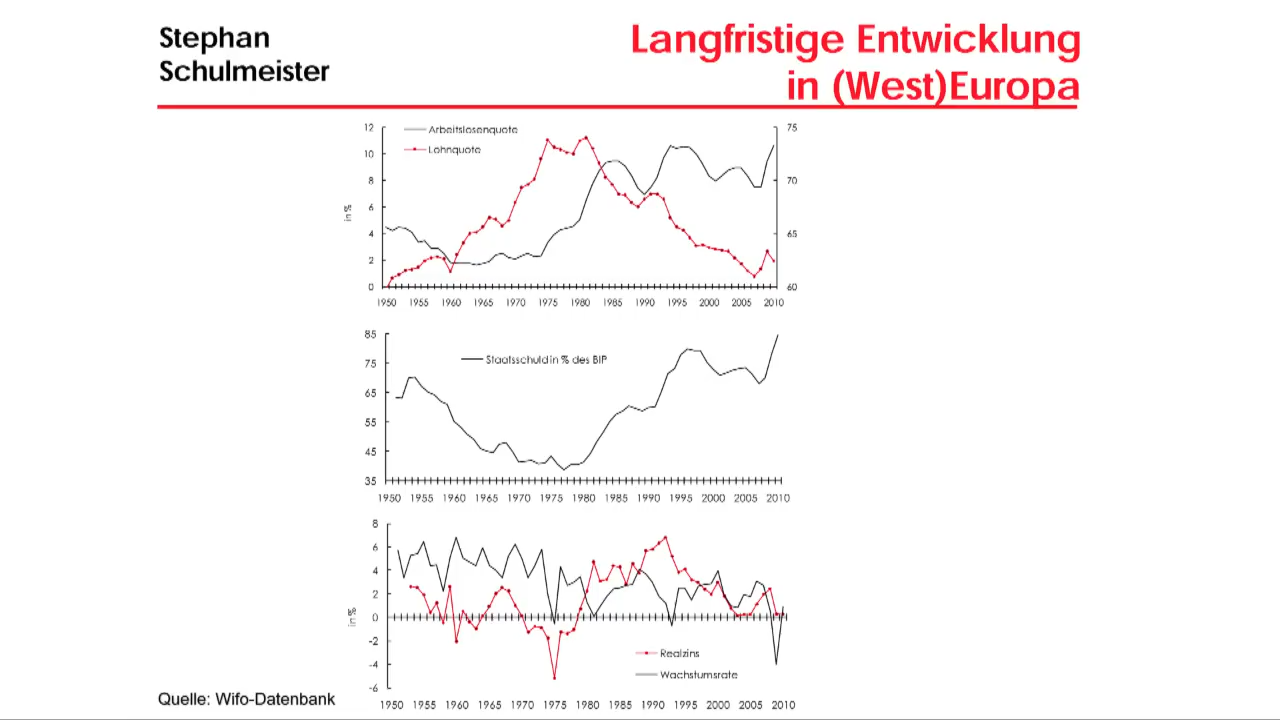 Stephan
Schulmeister
Langfristige Entwicklung
in (West)Europa
12
10
8
6
4
2
0
in %
Arbeitslosenquote
Lohnquote
75
70
65
60
1950 1955 1960 1965 1970 1975 1980 1985 1990 1995 2000 2005 2010
85
75
65
55
45
35
Staatsschuld in % des BIP
1950 1955 1960 1965 1970 1975 1980 1985 1990 1995 2000 2005 2010
8
6
4
2
0
-2
-4
-6
in %
Realzins
Wachstumsrate
1950 1955 1960 1965 1970 1975 1980 1985 1990 1992 2000 2005 2010
Quelle: Wifo-Datenbank